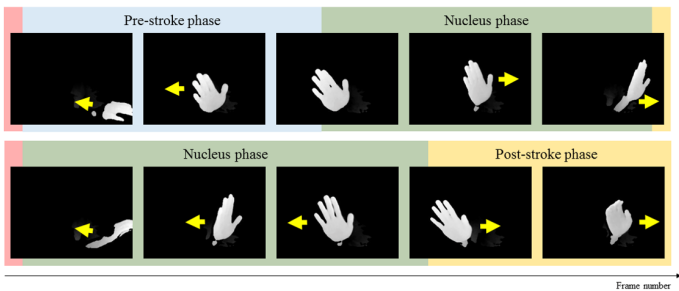 Pre-stroke phase
Nucleus phase
Nucleus phase
Post-stroke phase
Frame number